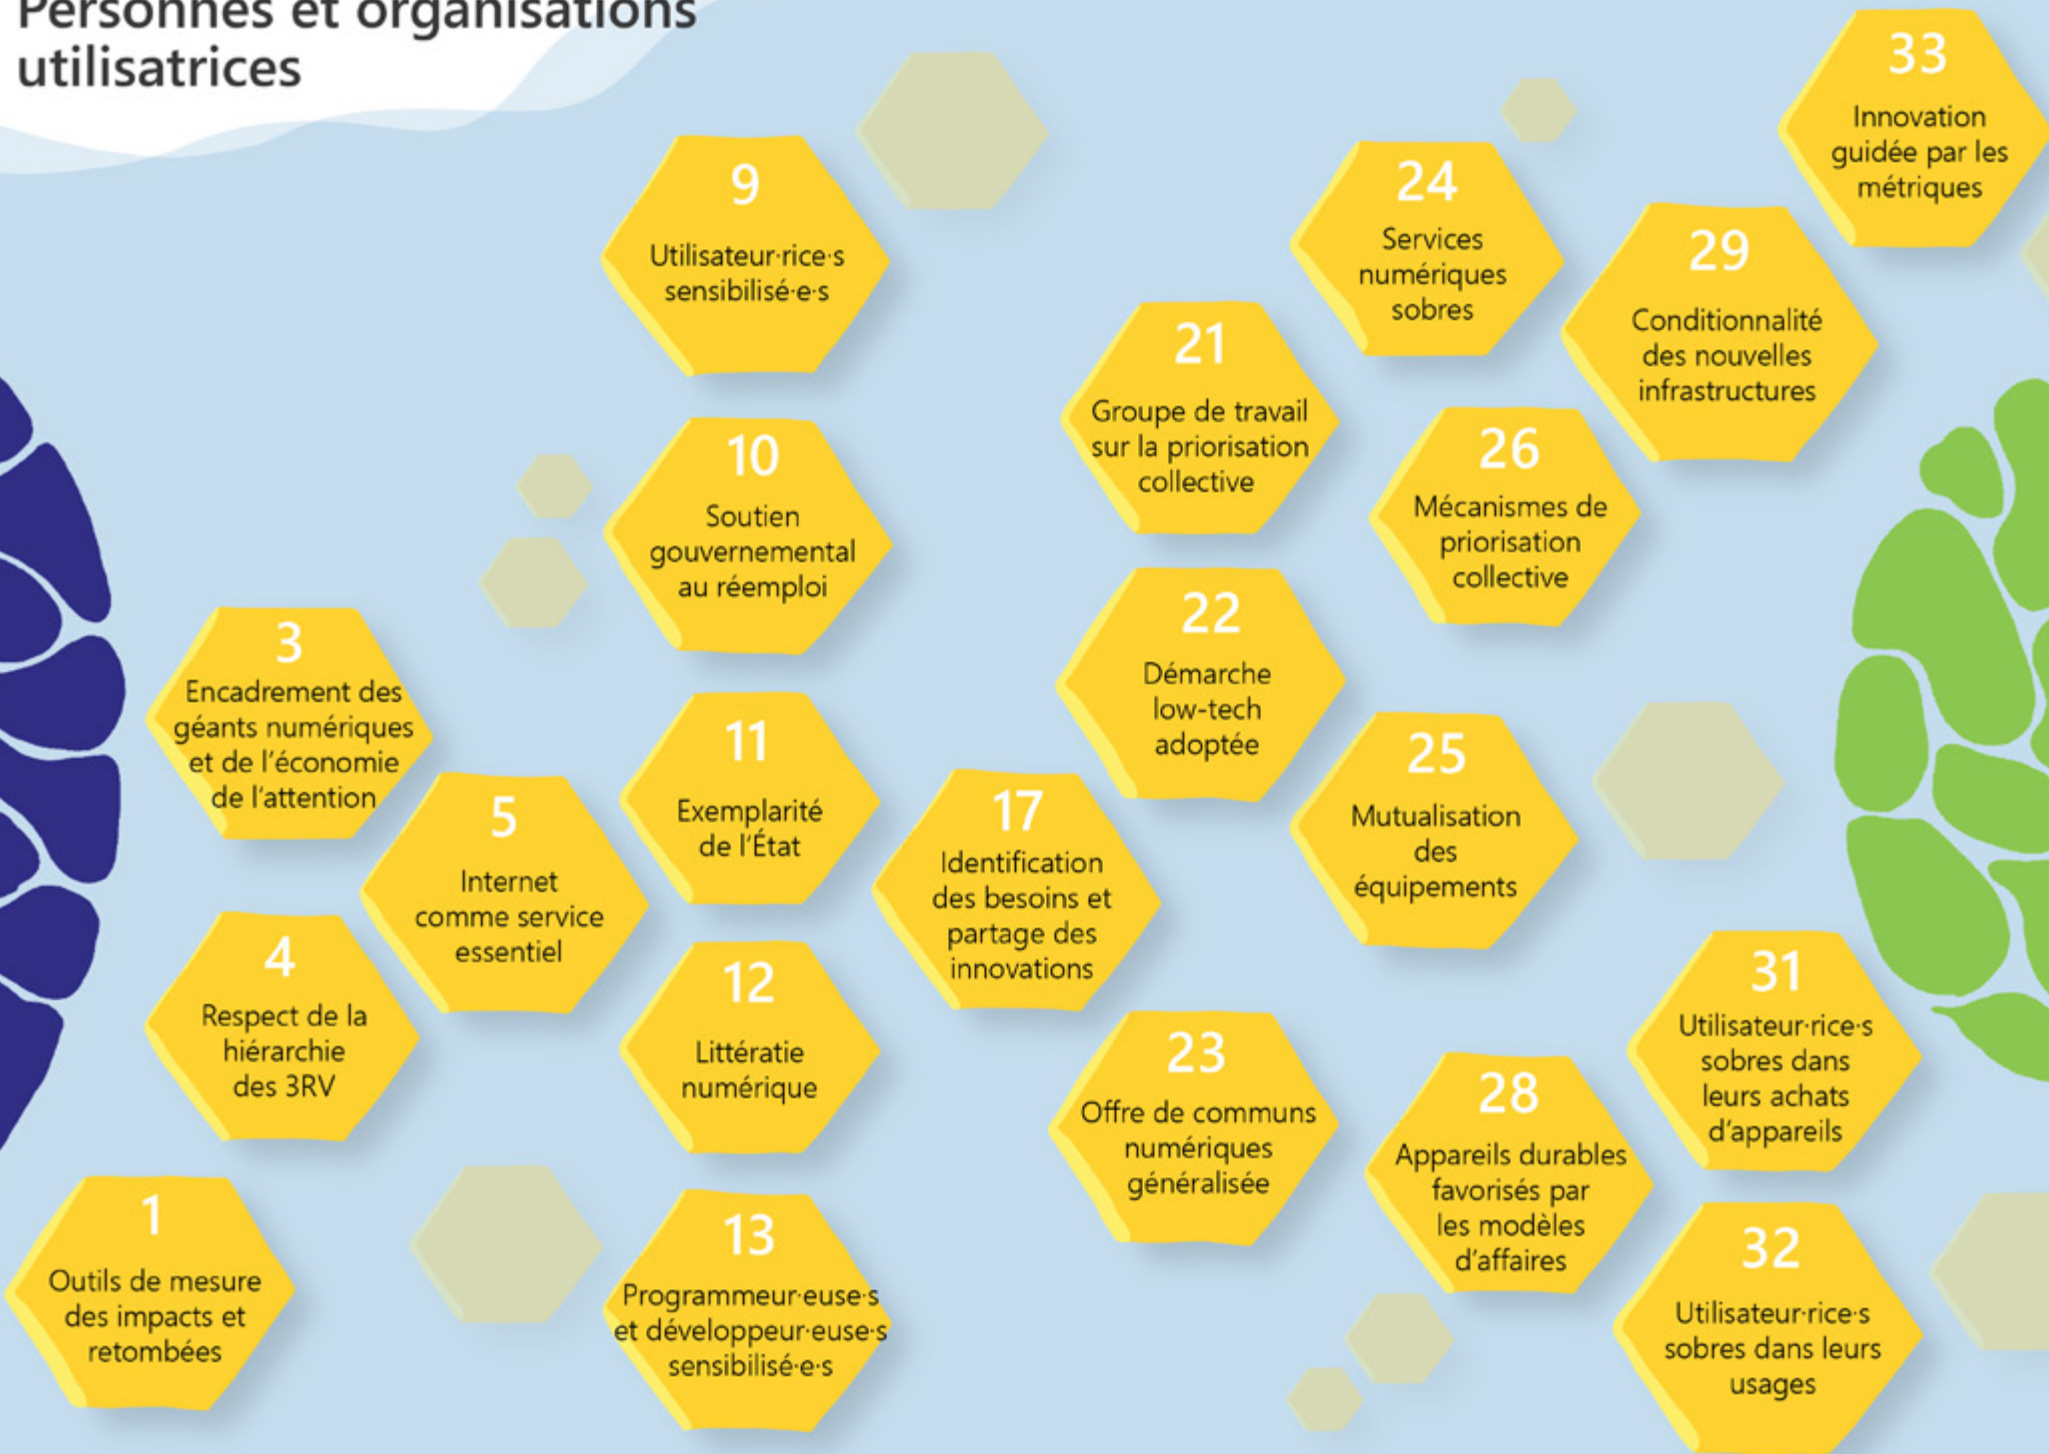 Personnes et organisations
utilisatrices
33
Innovation
guidée par les
métriques
9
Utilisateur·rice·s
sensibilisé·e·s
24
Services
numériques
sobres
29
Conditionnalité
des nouvelles
infrastructures
21
Groupe de travail
sur la priorisation
collective
10
Soutien
gouvernemental
au réemploi
26
Mécanismes de
priorisation
collective
3
Encadrement des
géants numériques
et de l'économie
de l'attention
22
Démarche
low-tech
adoptée
11
Exemplarité
de l'État
25
Mutualisation
des
équipements
5
Internet
comme service
essentiel
17
Identification
des besoins et
partage des
innovations
4
Respect de la
hiérarchie
des 3RV
12
Littératie
numérique
31
Utilisateur·rice·s
sobres dans
leurs achats
d'appareils
23
Offre de communs
numériques
généralisée
28
Appareils durables
favorisés par
les modèles
d'affaires
1
Outils de mesure
des impacts et
retombées
13
Programmeur·euse·s
et développeur·euse·s
sensibilisé·e·s
32
Utilisateur·rice·s
sobres dans leurs
usages